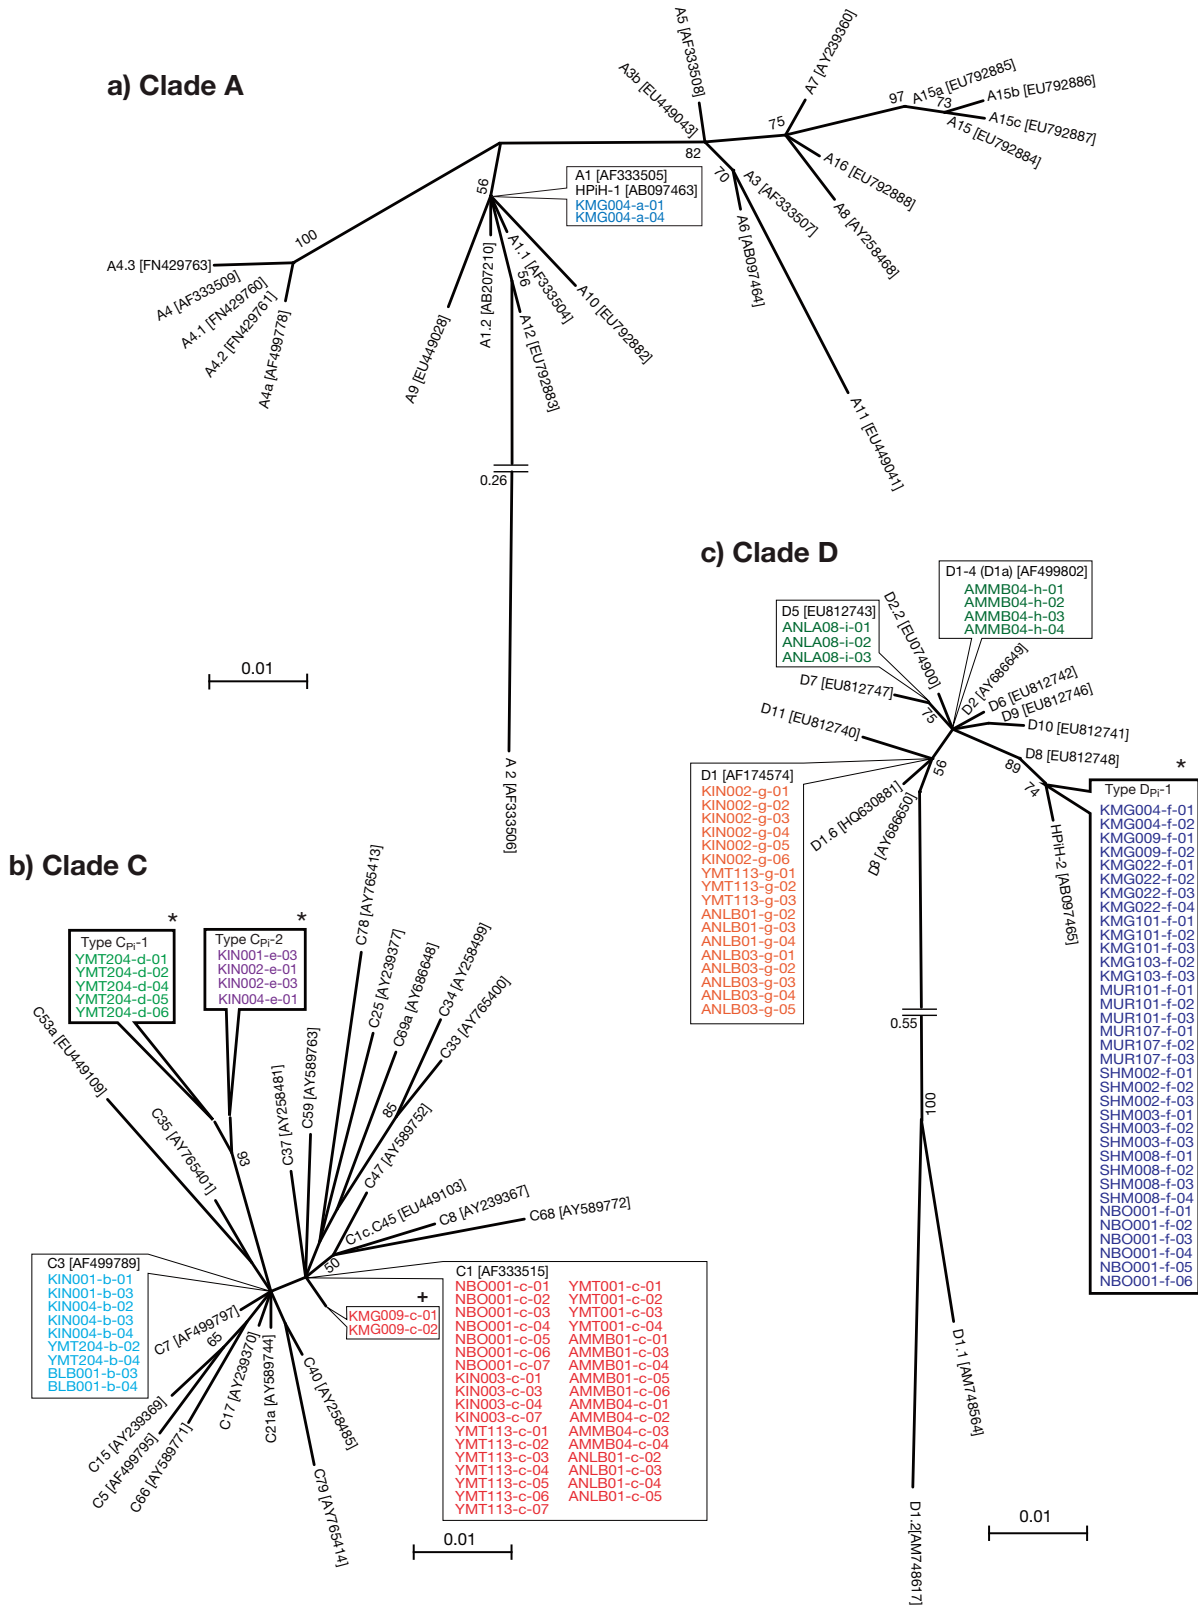 a) Clade A
A5 [AF333508]
A3b [EU449043]
A7 [AY239360]
97
A15a [EU792885]
73
A15b [EU792886]
A15c [EU792887]
A15 [EU792884]
75
82
70
A16 [EU792888]
A3 [AF333507]
A8 [AY258468]
A6 [AB097464]
A11 [EU449041]
56
A1 [AF333505]
HPiH-1 [AB097463]
KMG004-a-01
KMG004-a-04
100
A4.3 [FN429763]
A4 [AF333509]
A4.1 [FN429760]
A4.2 [FN429761]
A4a [AF499778]
A9 [EU449028]
A1.2 [AB207210]
A1.1 [AF333504]
56
A12 [EU792883]
A10 [EU792882]
0.26
A 2 [AF333506]
0.01
c) Clade D
D1-4 (D1a) [AF499802]
AMMB04-h-01
AMMB04-h-02
AMMB04-h-03
AMMB04-h-04
D5 [EU812743]
ANLA08-i-01
ANLA08-i-02
ANLA08-i-03
D2.2 [EU074900]
D2 [AY686649]
D6 [EU812742]
D9 [EU812746]
D10 [EU812741]
D7 [EU812747]
75
D11 [EU812740]
D8 [EU812748]
56
89
74
*
D1 [AF174574]
KIN002-g-01
KIN002-g-02
KIN002-g-03
KIN002-g-04
KIN002-g-05
KIN002-g-06
YMT113-g-01
YMT113-g-02
YMT113-g-03
ANLB01-g-02
ANLB01-g-03
ANLB01-g-04
ANLB03-g-01
ANLB03-g-02
ANLB03-g-03
ANLB03-g-04
ANLB03-g-05
D1.6 [HQ630881]
D3 [AY686650]
HPiH-2 [AB097465]
Type DPi-1
KMG004-f-01
KMG004-f-02
KMG009-f-01
KMG009-f-02
KMG022-f-01
KMG022-f-02
KMG022-f-03
KMG022-f-04
KMG101-f-01
KMG101-f-02
KMG101-f-03
KMG103-f-02
KMG103-f-03
MUR101-f-01
MUR101-f-02
MUR101-f-03
MUR107-f-01
MUR107-f-02
MUR107-f-03
SHM002-f-01
SHM002-f-02
SHM002-f-03
SHM003-f-01
SHM003-f-02
SHM003-f-03
SHM008-f-01
SHM008-f-02
SHM008-f-03
SHM008-f-04
NBO001-f-01
NBO001-f-02
NBO001-f-03
NBO001-f-04
NBO001-f-05
NBO001-f-06
0.55
100
D1.1 [AM748564]
D1.2[AM748617]
0.01
b) Clade C
*
Type CPi-1
YMT204-d-01
YMT204-d-02
YMT204-d-04
YMT204-d-05
YMT204-d-06
*
Type CPi-2
KIN001-e-03
KIN002-e-01
KIN002-e-03
KIN004-e-01
C53a [EU449109]
C35 [AY765401]
93
C37 [AY258481]
C59 [AY589763]
C78 [AY765413]
C25 [AY239377]
C69a [AY686648]
C34 [AY258499]
C33 [AY765400]
85
C47 [AY589752]
C1c.C45 [EU449103]
C8 [AY239367]
C68 [AY589772]
50
C3 [AF499789]
KIN001-b-01
KIN001-b-03
KIN004-b-02
KIN004-b-03
KIN004-b-04
YMT204-b-02
YMT204-b-04
BLB001-b-03
BLB001-b-04
+
KMG009-c-01
KMG009-c-02
C1 [AF333515]
NBO001-c-01 YMT001-c-01
NBO001-c-02 YMT001-c-02
NBO001-c-03 YMT001-c-03
NBO001-c-04 YMT001-c-04
NBO001-c-05 AMMB01-c-01
NBO001-c-06 AMMB01-c-03
NBO001-c-07 AMMB01-c-04
KIN003-c-01 AMMB01-c-05
KIN003-c-03 AMMB01-c-06
KIN003-c-04 AMMB04-c-01
KIN003-c-07 AMMB04-c-02
YMT113-c-01 AMMB04-c-03
YMT113-c-02 AMMB04-c-04
YMT113-c-03 ANLB01-c-02
YMT113-c-04 ANLB01-c-03
YMT113-c-05 ANLB01-c-04
YMT113-c-06 ANLB01-c-05
YMT113-c-07
C7 [AF499797]
65
C15 [AY239369]
C5 [AF499795]
C66 [AY589771]
C17 [AY239370]
C21a [AY589744]
C40 [AY258485]
C79 [AY765414]
0.01